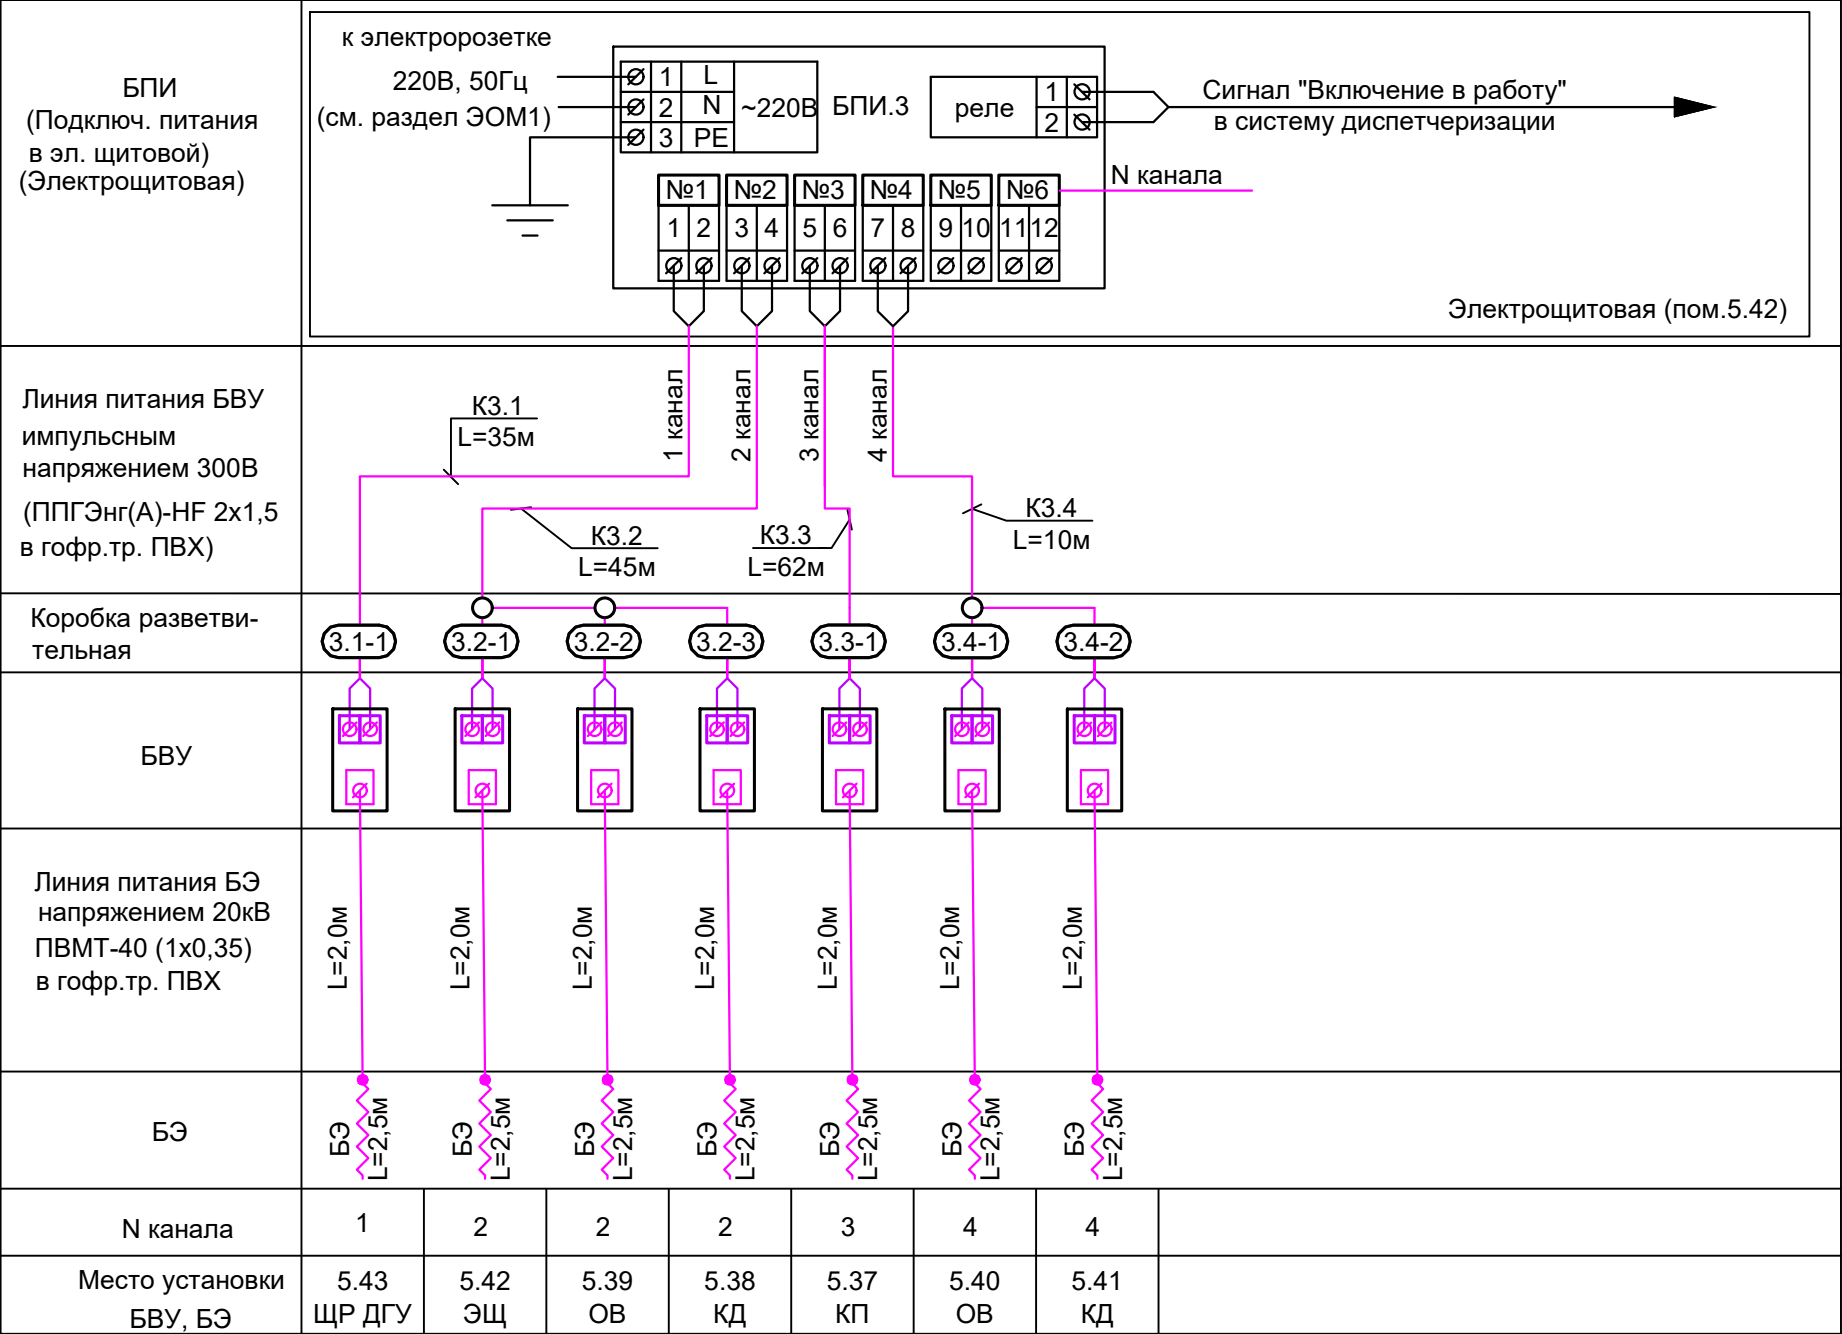 БПИ
(Подключ. питания
в эл. щитовой)
(Электрощитовая)
к электророзетке
220В, 50Гц
(см. раздел ЭОМ1)
1 L
2 N
3 PE
~220В
БПИ.3
реле
1
2
Сигнал "Включение в работу"
в систему диспетчеризации
N канала
№1 №2 №3 №4 №5 №6
1 2 3 4 5 6 7 8 9 10 11 12
Электрощитовая (пом.5.42)
Линия питания БВУ
импульсным
напряжением 300В
(ППГЭнг(А)-HF 2х1,5
в гофр.тр. ПВХ)
1 канал
2 канал
3 канал
4 канал
К3.1
L=35м
К3.2
L=45м
К3.3
L=62м
К3.4
L=10м
Коробка разветви-
тельная
3.1-1 3.2-1 3.2-2 3.2-3 3.3-1 3.4-1 3.4-2
БВУ
Линия питания БЭ
напряжением 20кВ
ПВМТ-40 (1х0,35)
в гофр.тр. ПВХ
L=2,0м
L=2,0м
L=2,0м
L=2,0м
L=2,0м
L=2,0м
L=2,0м
БЭ
БЭ
L=2,5м
БЭ
L=2,5м
БЭ
L=2,5м
БЭ
L=2,5м
БЭ
L=2,5м
БЭ
L=2,5м
БЭ
L=2,5м
N канала
1 2 2 2 3 4 4
Место установки
БВУ, БЭ
5.43 5.42 5.39 5.38 5.37 5.40 5.41
ЩР ДГУ ЭЩ ОВ КД КП ОВ КД